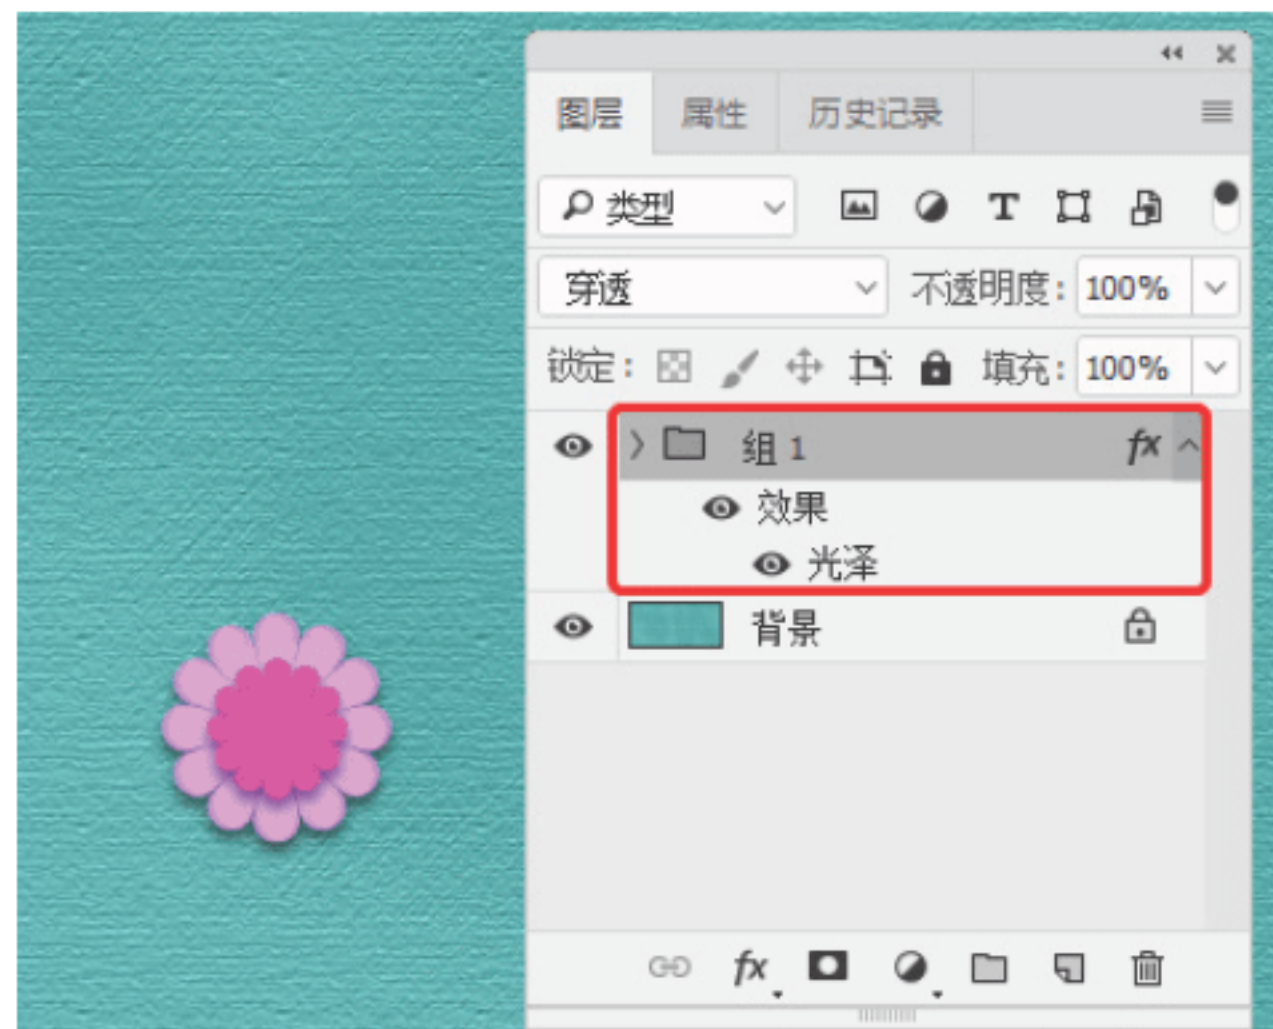 图层 属性 历史记录
类型
穿透 不透明度: 100%
锁定: 填充: 100%
组 1 fx
效果
光泽
背景
fx